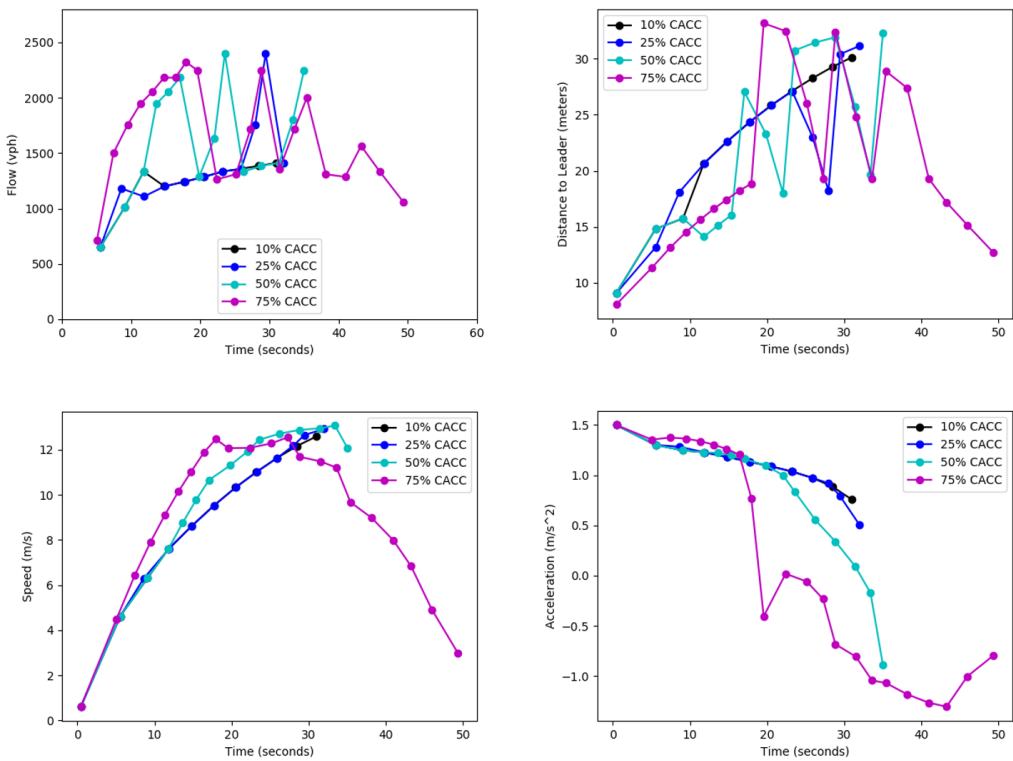 2500
2000
1500
1000
500
0
Flow (vph)
0 10 20 30 40 50 60
Time (seconds)
10% CACC
25% CACC
50% CACC
75% CACC
30
25
20
15
10
Distance to Leader (meters)
0 10 20 30 40 50
Time (seconds)
10% CACC
25% CACC
50% CACC
75% CACC
12
10
8
6
4
2
0
Speed (m/s)
0 10 20 30 40 50
Time (seconds)
10% CACC
25% CACC
50% CACC
75% CACC
1.5
1.0
0.5
0.0
−0.5
−1.0
Acceleration (m/s^2)
0 10 20 30 40 50
Time (seconds)
10% CACC
25% CACC
50% CACC
75% CACC